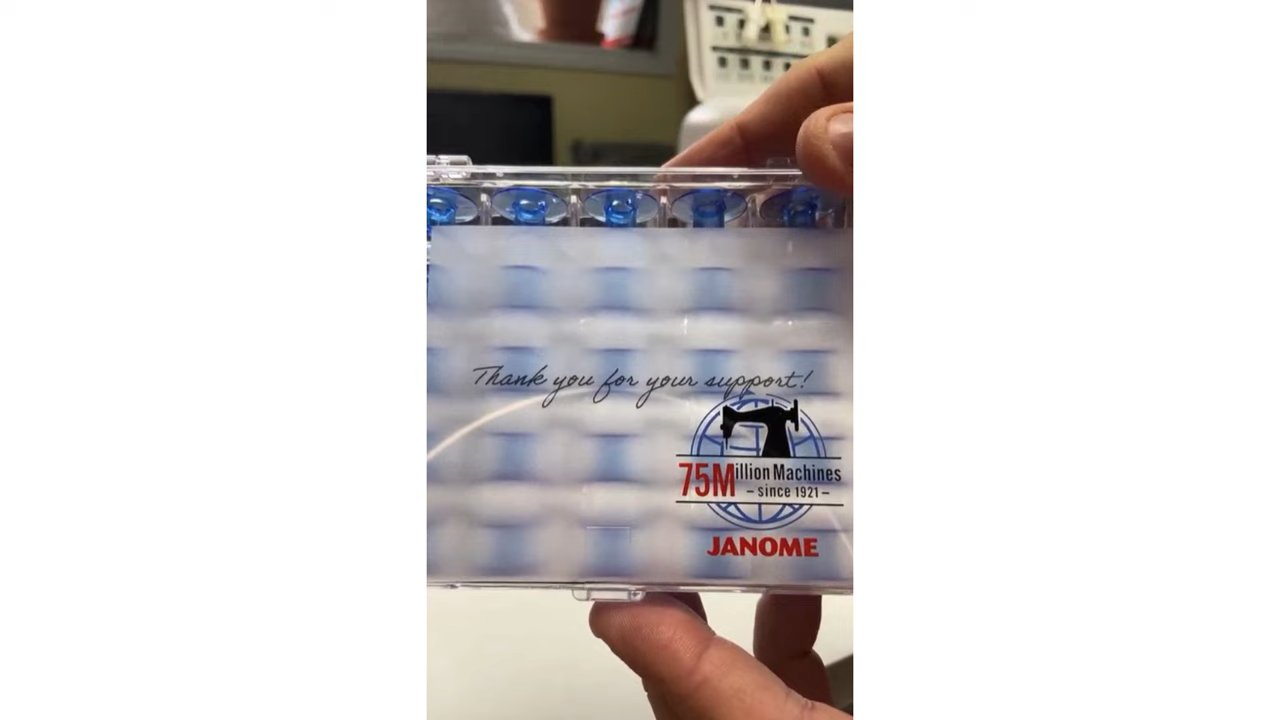 Thank you for your support!
75Million Machines
– since 1921 –
JANOME